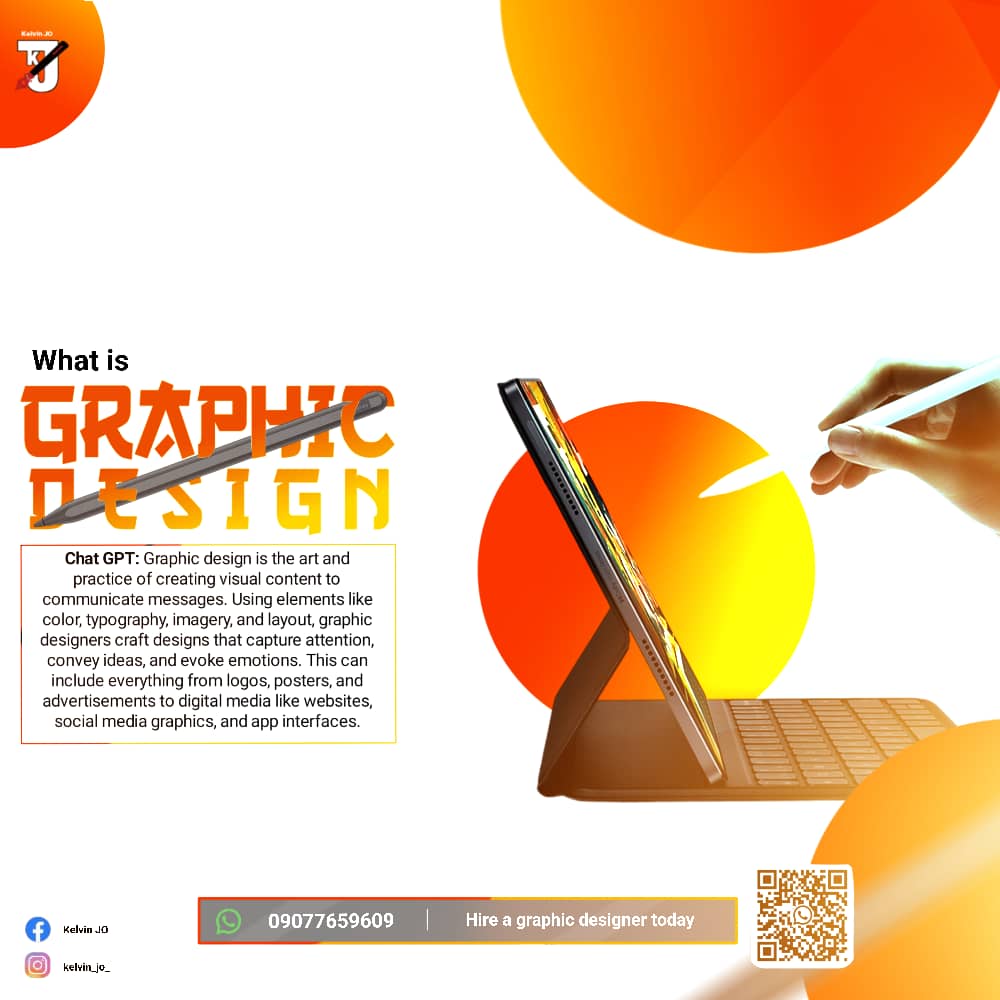 Kelvin JO
KJ
What is
GRAPHIC
DESIGN
Chat GPT: Graphic design is the art and
practice of creating visual content to
communicate messages. Using elements like
color, typography, imagery, and layout, graphic
designers craft designs that capture attention,
convey ideas, and evoke emotions. This can
include everything from logos, posters, and
advertisements to digital media like websites,
social media graphics, and app interfaces.
09077659609 | Hire a graphic designer today
Kelvin JO
kelvin_jo_